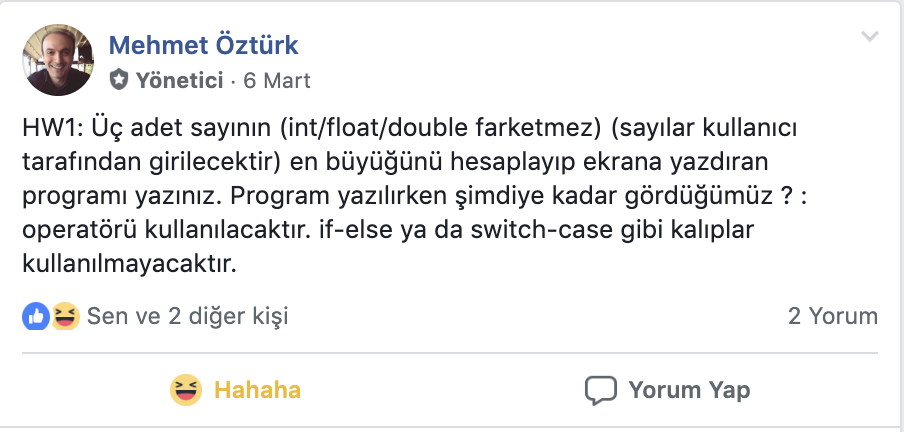 Mehmet Öztürk
Yönetici · 6 Mart
HW1: Üç adet sayının (int/float/double farketmez) (sayılar kullanıcı
tarafından girilecektir) en büyüğünü hesaplayıp ekrana yazdıran
programı yazınız. Program yazılırken şimdiye kadar gördüğümüz ? :
operatörü kullanılacaktır. if-else ya da switch-case gibi kalıplar
kullanılmayacaktır.
Sen ve 2 diğer kişi 2 Yorum
Hahaha Yorum Yap